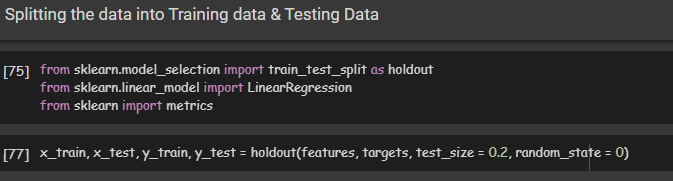 Splitting the data into Training data & Testing Data
[75] from sklearn.model_selection import train_test_split as holdout
from sklearn.linear_model import LinearRegression
from sklearn import metrics
[77] x_train, x_test, y_train, y_test = holdout(features, targets, test_size = 0.2, random_state = 0)